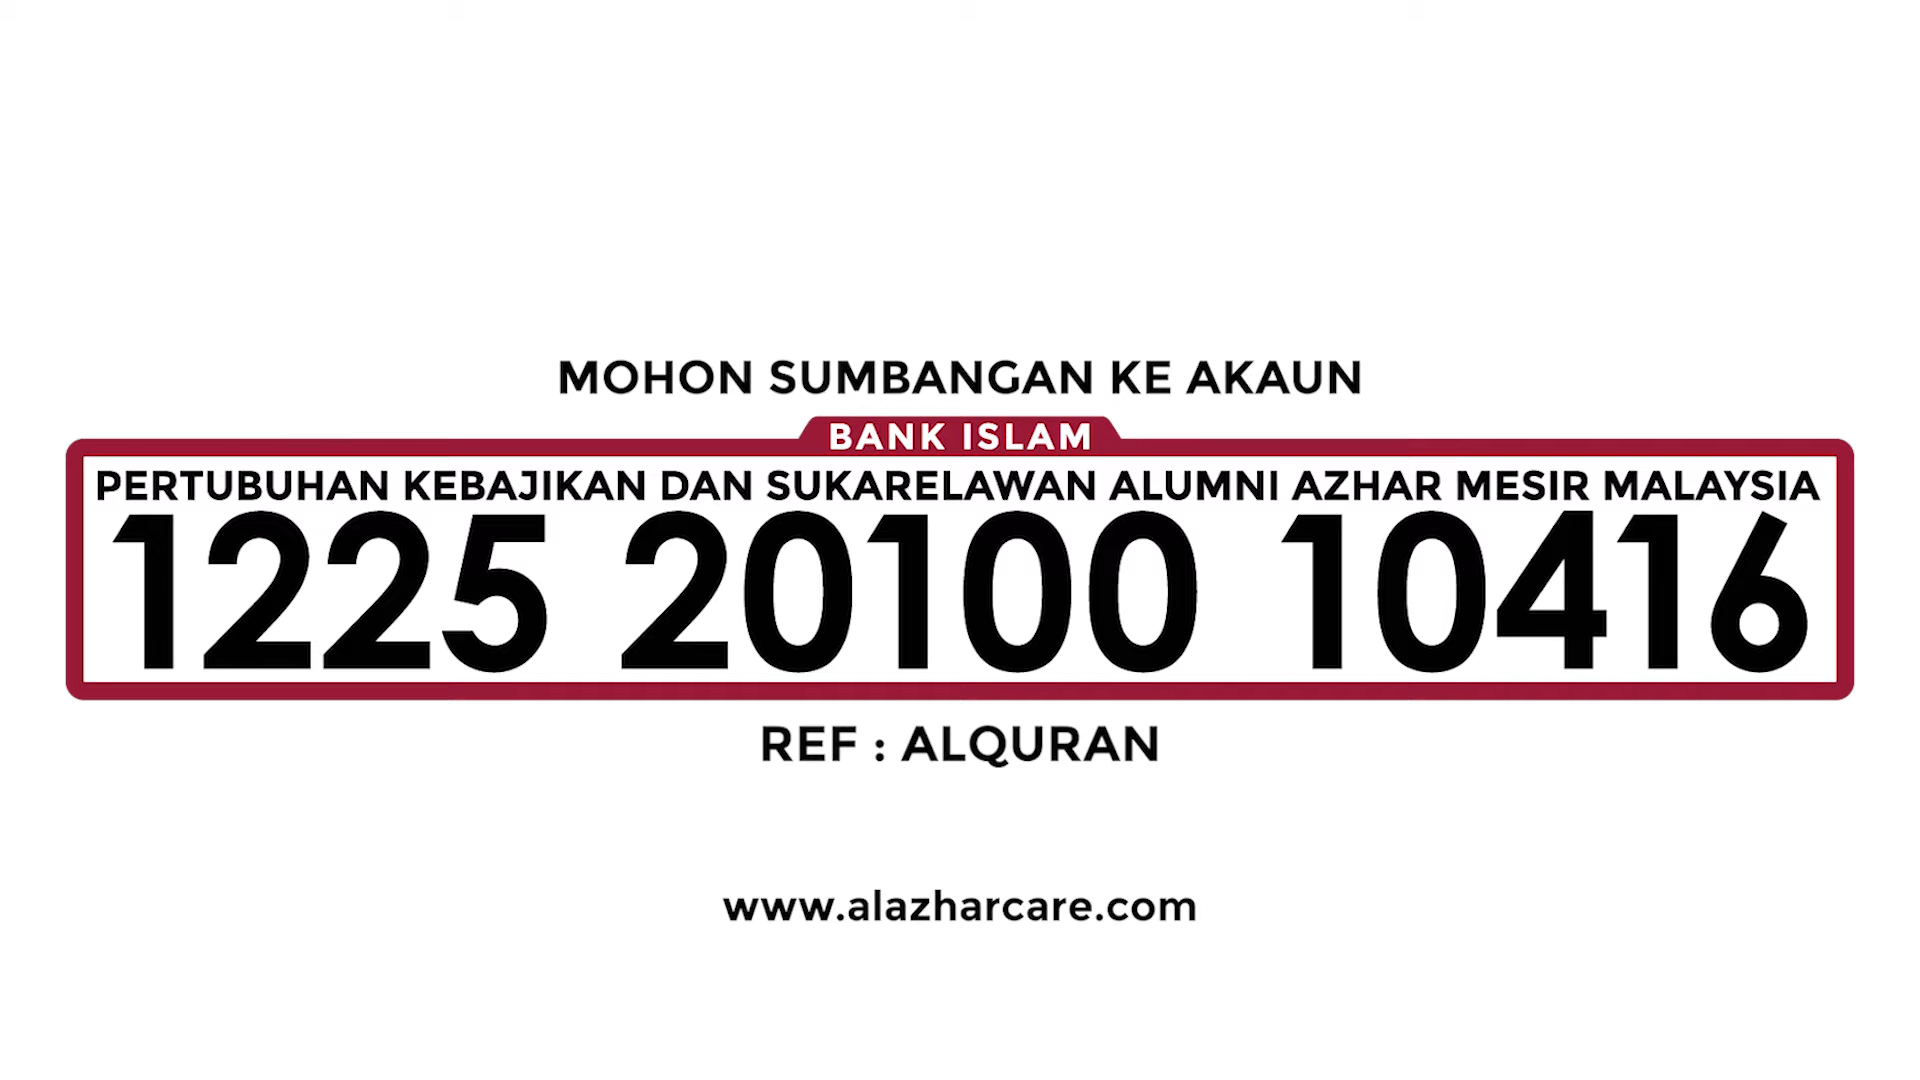 MOHON SUMBANGAN KE AKAUN
BANK ISLAM
PERTUBUHAN KEBAJIKAN DAN SUKARELAWAN ALUMNI AZHAR MESIR MALAYSIA
1225 20100 10416
REF : ALQURAN
www.alazharcare.com